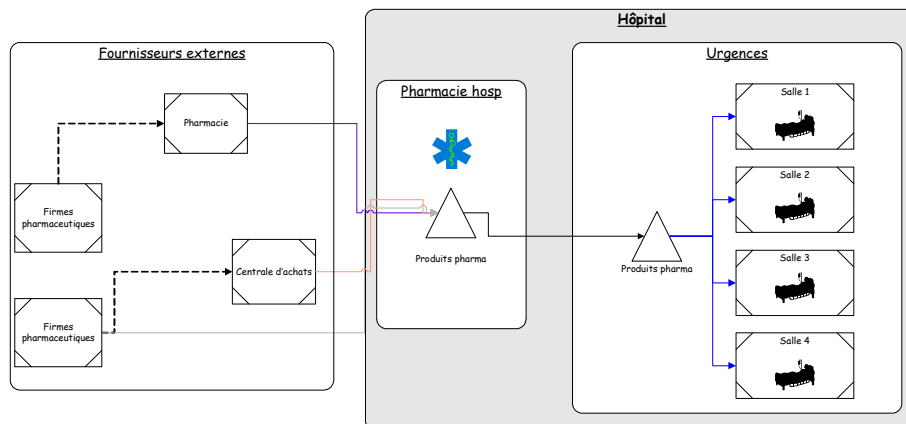 Hôpital
Fournisseurs externes
Urgences
Pharmacie hosp
Salle 1
Pharmacie
Salle 2
Firmes
pharmaceutiques
Centrale d'achats
Produits pharma
Produits pharma
Salle 3
Firmes
pharmaceutiques
Salle 4